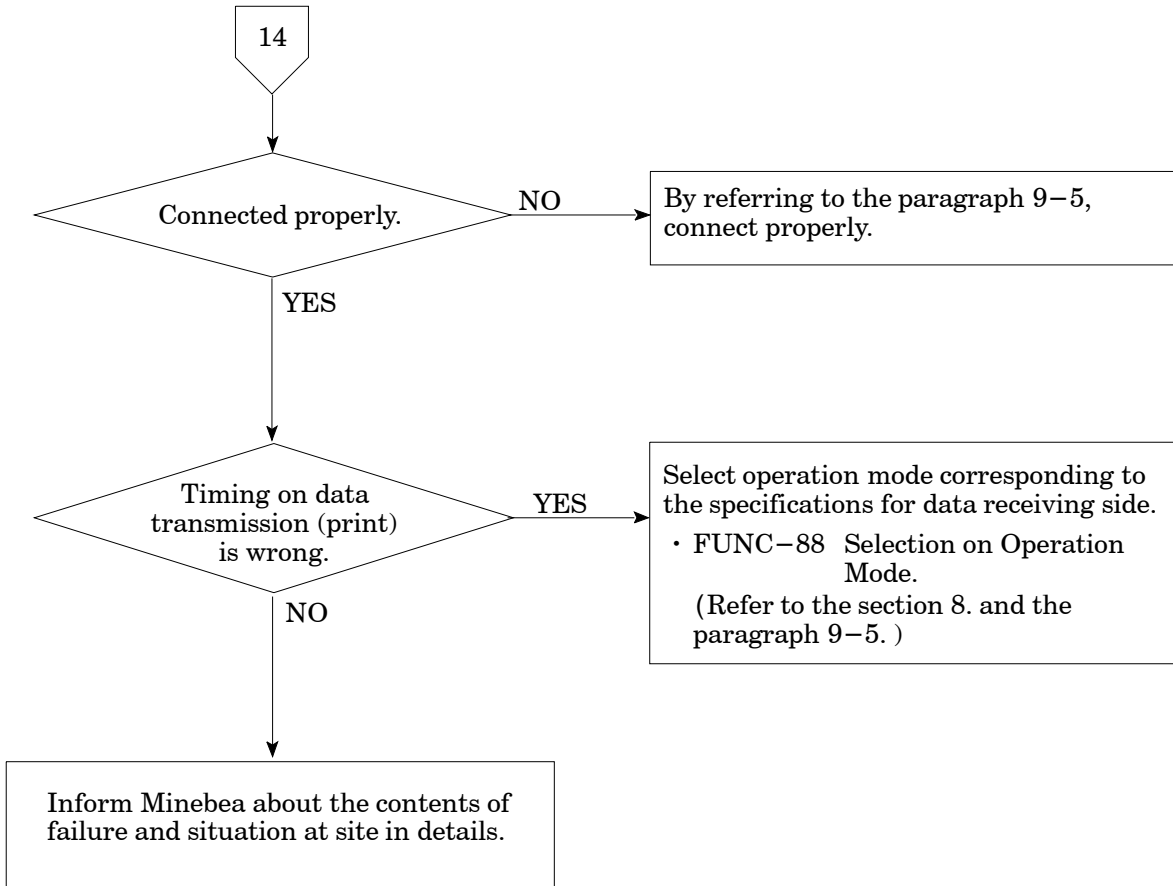 14
Connected properly.
NO
By referring to the paragraph 9−5,
connect properly.
YES
Timing on data
transmission (print)
is wrong.
YES
Select operation mode corresponding to
the specifications for data receiving side.
・ FUNC−88 Selection on Operation
Mode.
(Refer to the section 8. and the
paragraph 9−5. )
NO
Inform Minebea about the contents of
failure and situation at site in details.